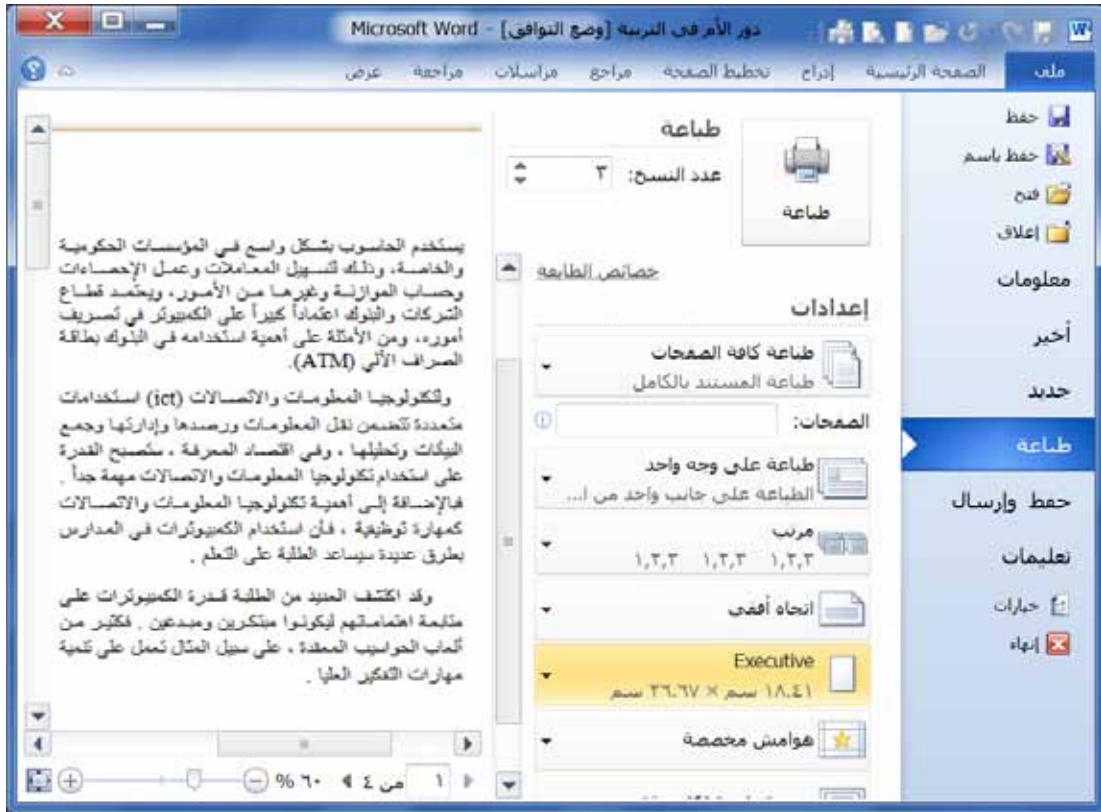 دور الأم في التربية [وضع التوافق] - Microsoft Word
ملف الصفحة الرئيسية إدراج تخطيط الصفحة مراجع مراسلات مراجعة عرض
حفظ
حفظ باسم
فتح
إغلاق
معلومات
أخير
جديد
طباعة
حفظ وإرسال
تعليمات
خيارات
إنهاء
طباعة
طباعة
عدد النسخ: ٣
خصائص الطابعة
إعدادات
طباعة كافة الصفحات
طباعة المستند بالكامل
الصفحات:
طباعة على وجه واحد
الطباعة على جانب واحد من ا...
مرتب
١,٢,٣ ١,٢,٣ ١,٢,٣
اتجاه أفقي
Executive
١٨.٤١ سم × ٢٦.٦٧ سم
هوامش مخصصة
يستخدم الحاسوب بشكل واسع في المؤسسات الحكومية
والخاصة، وذلك لتسهيل المعاملات وعمل الإحصاءات
وحساب الموازنة وغيرها من الأمور، ويعتمد قطاع
الشركات والبنوك اعتماداً كبيراً على الكمبيوتر في تصريف
أموره، ومن الأمثلة على أهمية استخدامه في البنوك بطاقة
الصراف الآلي (ATM).
ولتكنولوجيا المعلومات والاتصالات (ict) استخدامات
متعددة تتضمن نقل المعلومات ورصدها وإدارتها وجمع
البيانات وتحليلها ، وفي اقتصاد المعرفة ، ستصبح القدرة
على استخدام تكنولوجيا المعلومات والاتصالات مهمة جداً .
فبالإضافة إلى أهمية تكنولوجيا المعلومات والاتصالات
كمهارة توظيفية ، فأن استخدام الكمبيوترات في المدارس
بطرق عديدة سيساعد الطلبة على التعلم .
وقد اكتشف العديد من الطلبة قدرة الكمبيوترات على
متابعة اهتماماتهم ليكونوا مبتكرين ومبدعين . فكثير من
ألعاب الحواسيب المعقدة ، على سبيل المثال تعمل على تنمية
مهارات التفكير العليا .
١ من ٤ ٦٠ %